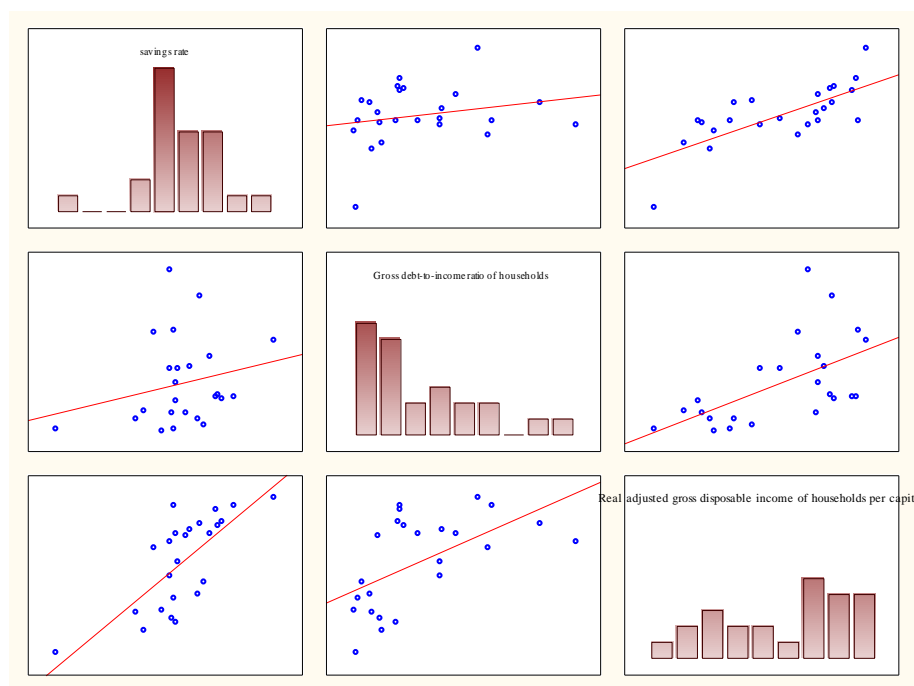 savings rate
Gross debt-to-income ratio of households
Real adjusted gross disposable income of households per capit